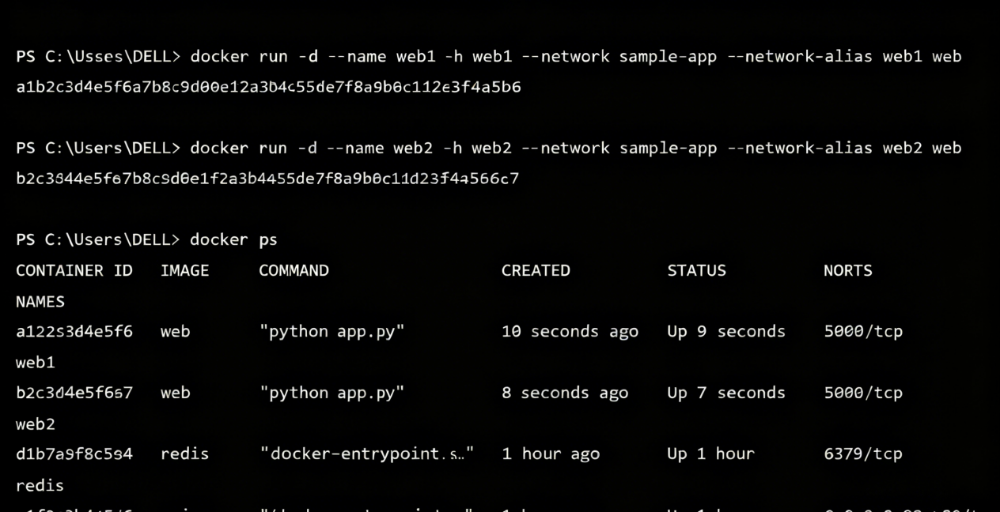 PS C:\Usses\DELL> docker run -d --name web1 -h web1 --network sample-app --network-alias web1 web
a1b2c3d4e5f6a7b8c9d00e12a3b4c55de7f8a9b0c112e3f4a5b6
PS C:\Users\DELL> docker run -d --name web2 -h web2 --network sample-app --network-alias web2 web
PS C:\Users\DELL> docker ps
CONTAINER ID IMAGE COMMAND CREATED STATUS NORTS
NAMES
a122s3d4e5f6 web "python app.py" 10 seconds ago Up 9 seconds 5000/tcp
web1
b2c3d4e5f6s7 web "python app.py" 8 seconds ago Up 7 seconds 5000/tcp
web2
d1b7a9f8c5s4 redis "docker-entrypoint.s…" 1 hour ago Up 1 hour 6379/tcp
redis